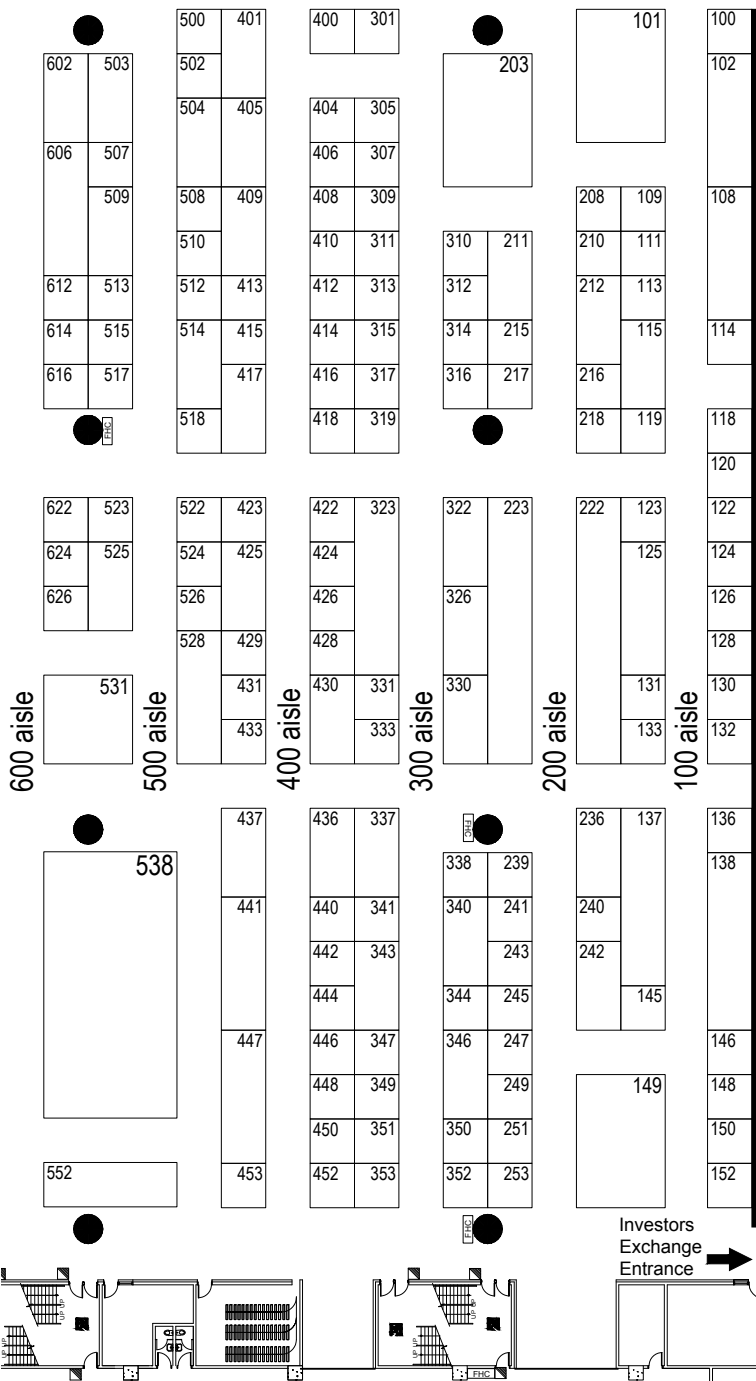 500 401 400 301 101 100
602 503 502 203 102
504 405 404 305
606 507 406 307
509 508 409 408 309 208 109 108
510 410 311 310 211 210 111
612 513 512 413 412 313 312 212 113
614 515 514 415 414 315 314 215 115 114
616 517 417 416 317 316 217 216
FHC 518 418 319 218 119 118
120
622 523 522 423 422 323 322 223 222 123 122
624 525 524 425 424 125 124
626 526 426 326 126
528 429 428 128
531 431 430 331 330 131 130
433 333 133 132
600 aisle
500 aisle
400 aisle
300 aisle
200 aisle
100 aisle
437 436 337 FHC 236 137 136
538 338 239 138
441 440 341 340 241 240
442 343 243 242
444 344 245 145
447 446 347 346 247 146
448 349 249 149 148
450 351 350 251 150
552 453 452 353 352 253 152
FHC
Investors
Exchange
Entrance
UP UP
UP UP
UP UP
UP UP
FHC